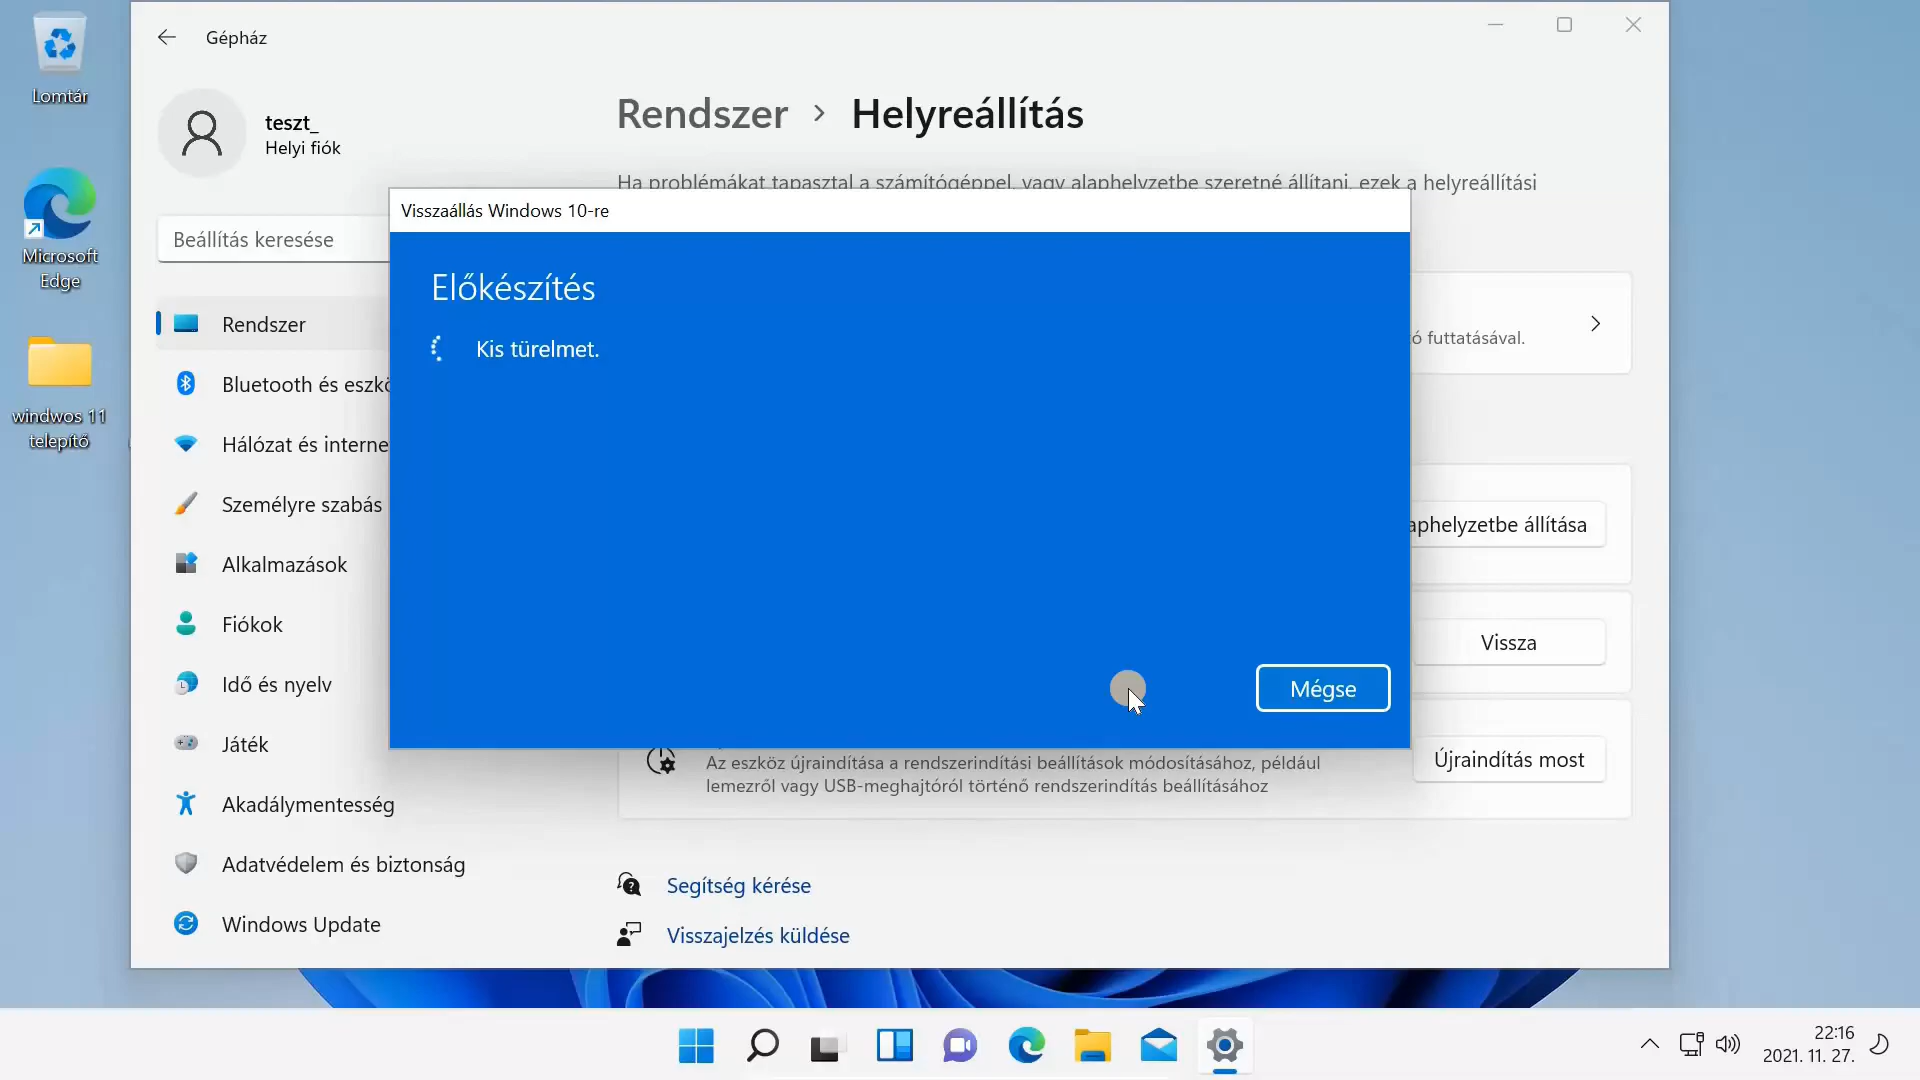 Lomtár
Microsoft
Edge
windwos 11
telepítő
Gépház
teszt_
Helyi fiók
Beállítás keresése
Rendszer
Bluetooth és eszkö
Hálózat és interne
Személyre szabás
Alkalmazások
Fiókok
Idő és nyelv
Játék
Akadálymentesség
Adatvédelem és biztonság
Windows Update
Rendszer > Helyreállítás
Ha problémákat tapasztal a számítógéppel, vagy alaphelyzetbe szeretné állítani, ezek a helyreállítási
Visszaállás Windows 10-re
Előkészítés
Kis türelmet.
Mégse
ó futtatásával.
aphelyzetbe állítása
Vissza
Az eszköz újraindítása a rendszerindítási beállítások módosításához, például
lemezről vagy USB-meghajtóról történő rendszerindítás beállításához
Újraindítás most
Segítség kérése
Visszajelzés küldése
22:16
2021. 11. 27.